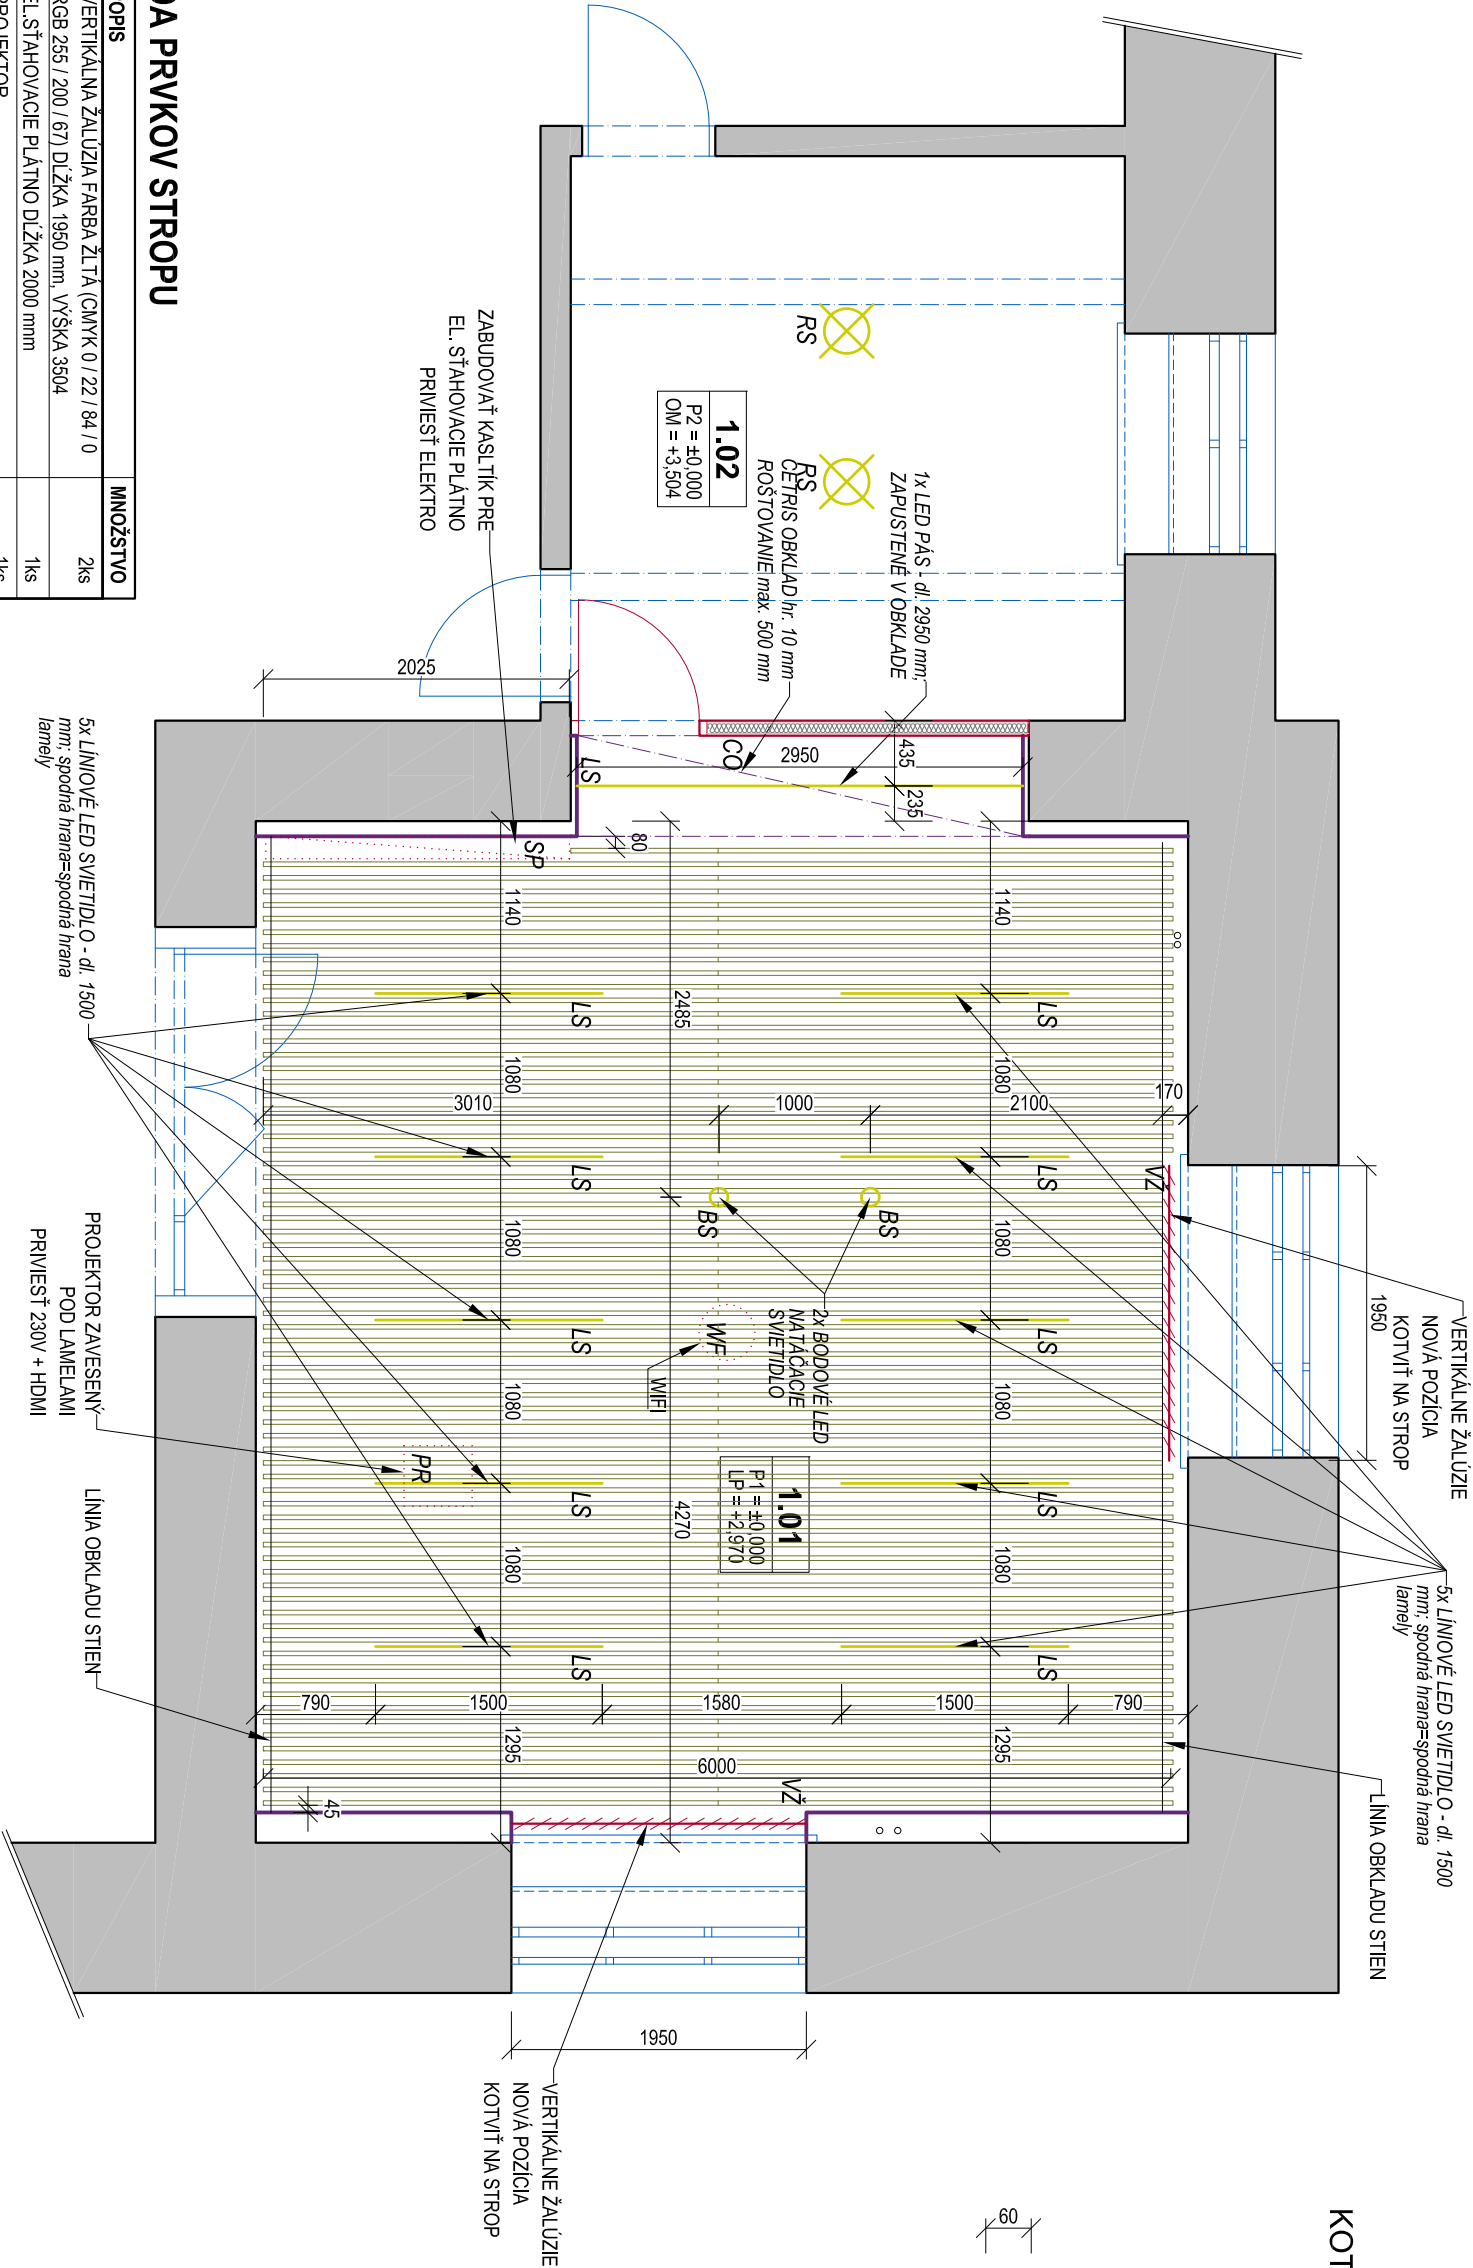 DA PRVKOV STROPU
POPIS
MNOŽSTVO
VERTIKÁLNA ŽALÚZIA FARBA ŽLTÁ (CMYK 0 / 22 / 84 / 0
RGB 255 / 200 / 67) DĹŽKA 1950 mm, VÝŠKA 3504
2ks
EL.SŤAHOVACIE PLÁTNO DĹŽKA 2000 mmm
1ks
PROJEKTOR
1ks
KOT
60
RS
RS
1.02
P2 = ±0,000
OM = +3,504
1x LED PÁS - dl. 2950 mm,
ZAPUSTENÉ V OBKLADE
CETRIS OBKLAD hr. 10 mm
ROŠTOVANIE max. 500 mm
ZABUDOVAŤ KASLTÍK PRE
EL. SŤAHOVACIE PLÁTNO
PRIVIESŤ ELEKTRO
2025
CO
LS
2950
435
235
80
SP
1140
1140
5x LÍNIOVÉ LED SVIETIDLO - dl. 1500
mm; spodná hrana=spodná hrana
lamely
LS
LS
2485
1080
1080
3010
1000
2100
170
LS
LS
VŽ
BS
BS
1080
1080
1950
VERTIKÁLNE ŽALÚZIE
NOVÁ POZÍCIA
KOTVIŤ NA STROP
2x BODOVÉ LED
NATÁČACIE
SVIETIDLO
LS
LS
WF
WIFI
1080
1080
PROJEKTOR ZAVESENÝ
POD LAMELAMI
PRIVIESŤ 230V + HDMI
PR
LS
LS
4270
1.01
P1 = ±0,000
LP = +2,970
1080
1080
5x LÍNIOVÉ LED SVIETIDLO - dl. 1500
mm; spodná hrana=spodná hrana
lamely
LÍNIA OBKLADU STIEN
LS
LS
790
1500
1580
1500
790
1295
1295
6000
VŽ
45
LÍNIA OBKLADU STIEN
1950
VERTIKÁLNE ŽALÚZIE
NOVÁ POZÍCIA
KOTVIŤ NA STROP